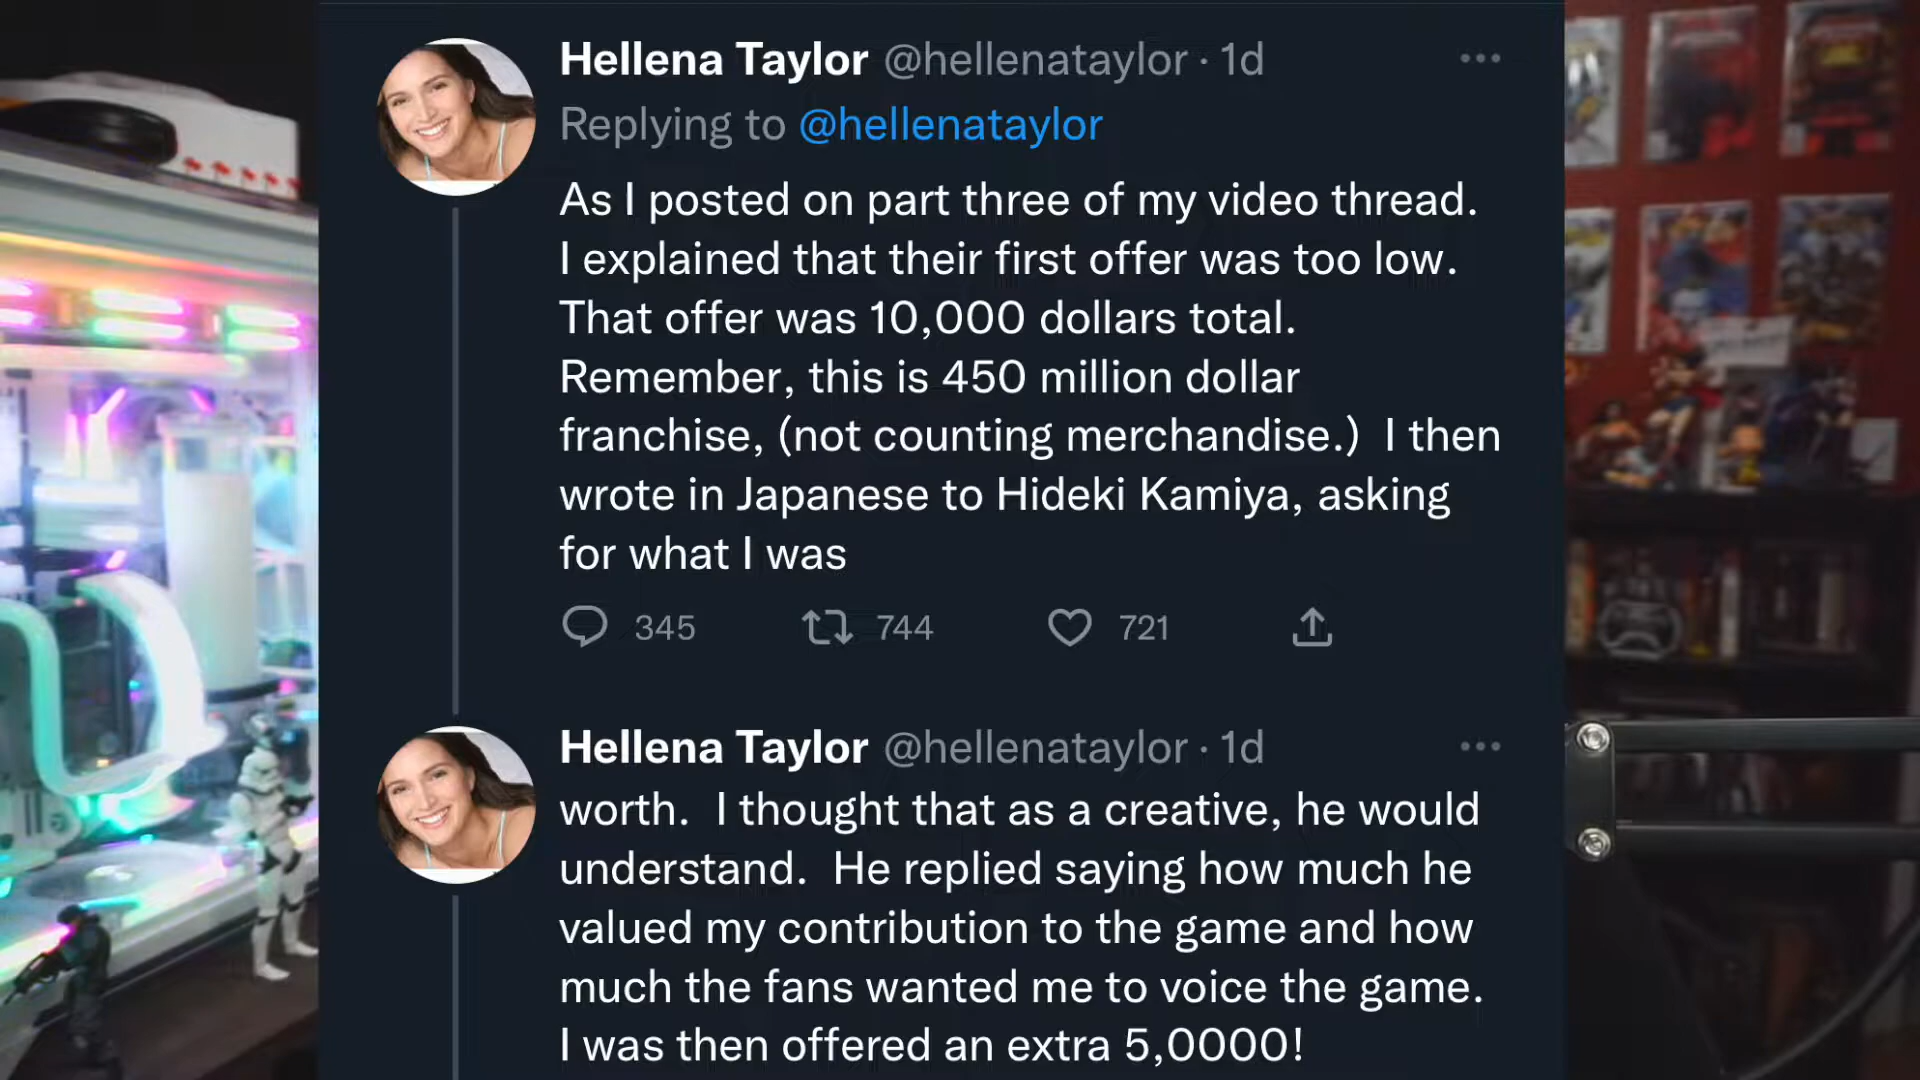 Hellena Taylor @hellenataylor · 1d
Replying to @hellenataylor
As I posted on part three of my video thread.
I explained that their first offer was too low.
That offer was 10,000 dollars total.
Remember, this is 450 million dollar
franchise, (not counting merchandise.)  I then
wrote in Japanese to Hideki Kamiya, asking
for what I was
345 744 721
Hellena Taylor @hellenataylor · 1d
worth.  I thought that as a creative, he would
understand.  He replied saying how much he
valued my contribution to the game and how
much the fans wanted me to voice the game.
I was then offered an extra 5,0000!